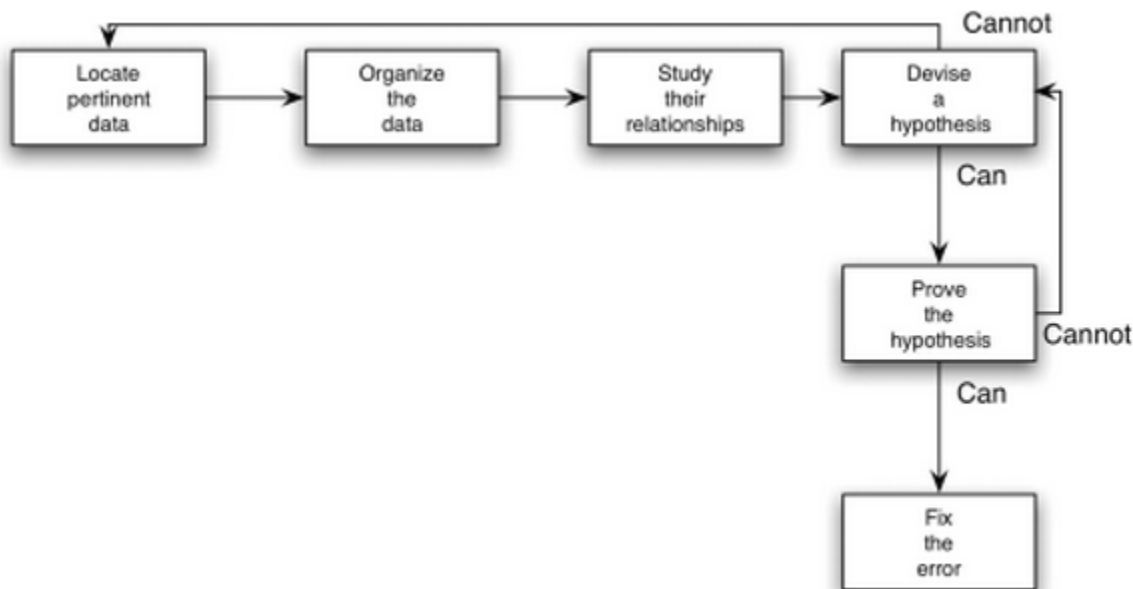 Cannot
Locate
pertinent
data
Organize
the
data
Study
their
relationships
Devise
a
hypothesis
Can
Prove
the
hypothesis
Cannot
Can
Fix
the
error